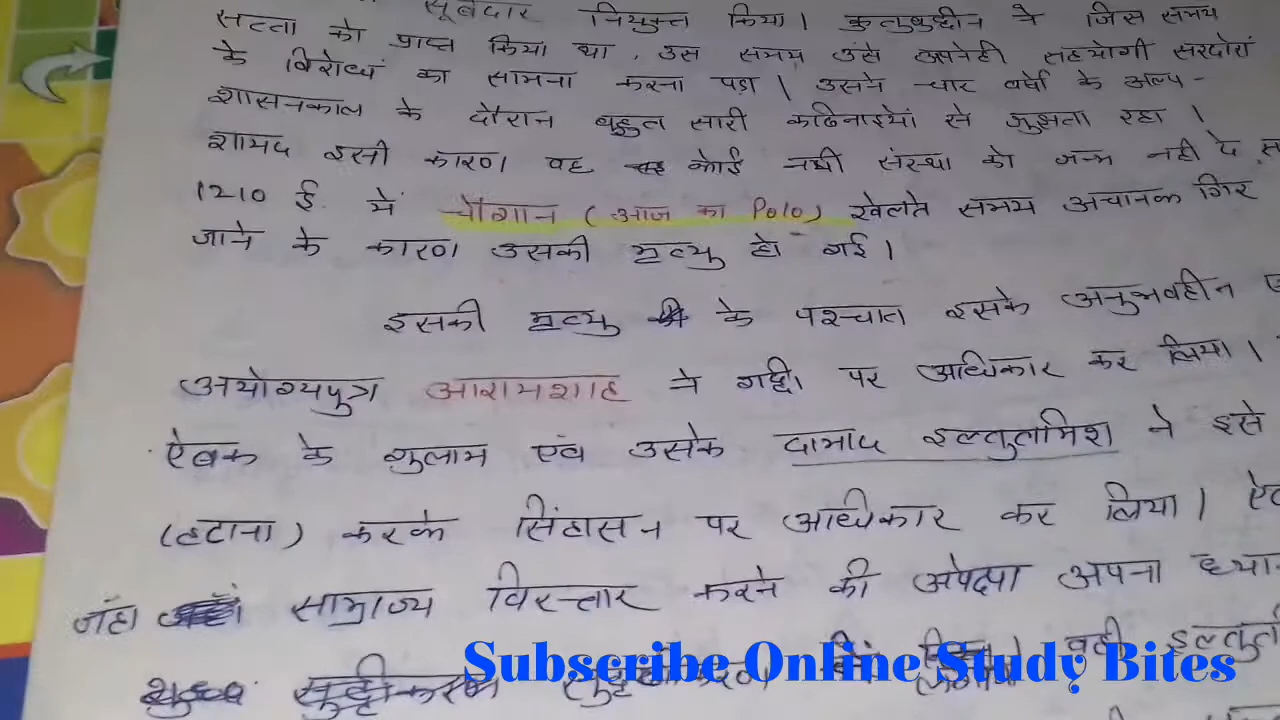 सूबेदार नियुक्त किया। कुतुबुद्दीन ने जिस समय
सत्ता को प्राप्त किया था, उस समय उसे अपनेही सहयोगी सरदारों
के विरोध का सामना करना पड़ा। उसने चार वर्षो के अल्प-
शासनकाल के दौरान बहुत सारी कठिनाइयों से जुझता रहा।
शायद इसी कारण वह कोई नयी संस्था को जन्म नही दे
1210 ई. में चौगान (आज का Polo) खेलते समय अचानक गिर
जाने के कारण उसकी मृत्यु हो गई।
इसकी मृत्यु के पश्चात इसके अनुभवहीन
अयोग्यपुत्र आरामशाह ने गद्दी पर अधिकार कर लिया।
ऐबक के गुलाम एवं उसके दामाद इल्तुतमिश ने इसे
(हटाना) करके सिंहासन पर अधिकार कर लिया।
जँहा साम्राज्य विस्तार करने की अपेक्षा अपना
वही
Subscribe Online Study Bites